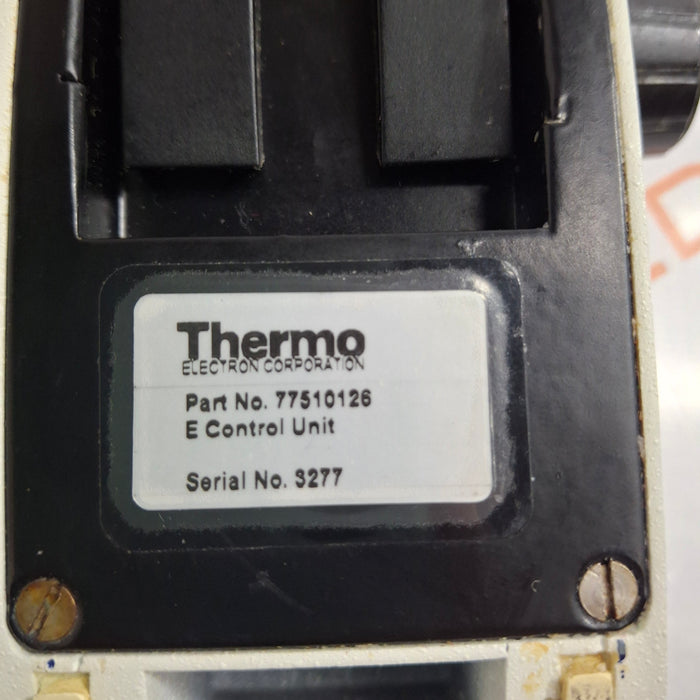 Thermo
ELECTRON CORPORATION
Part No. 77510126
E Control Unit
Serial No. 3277